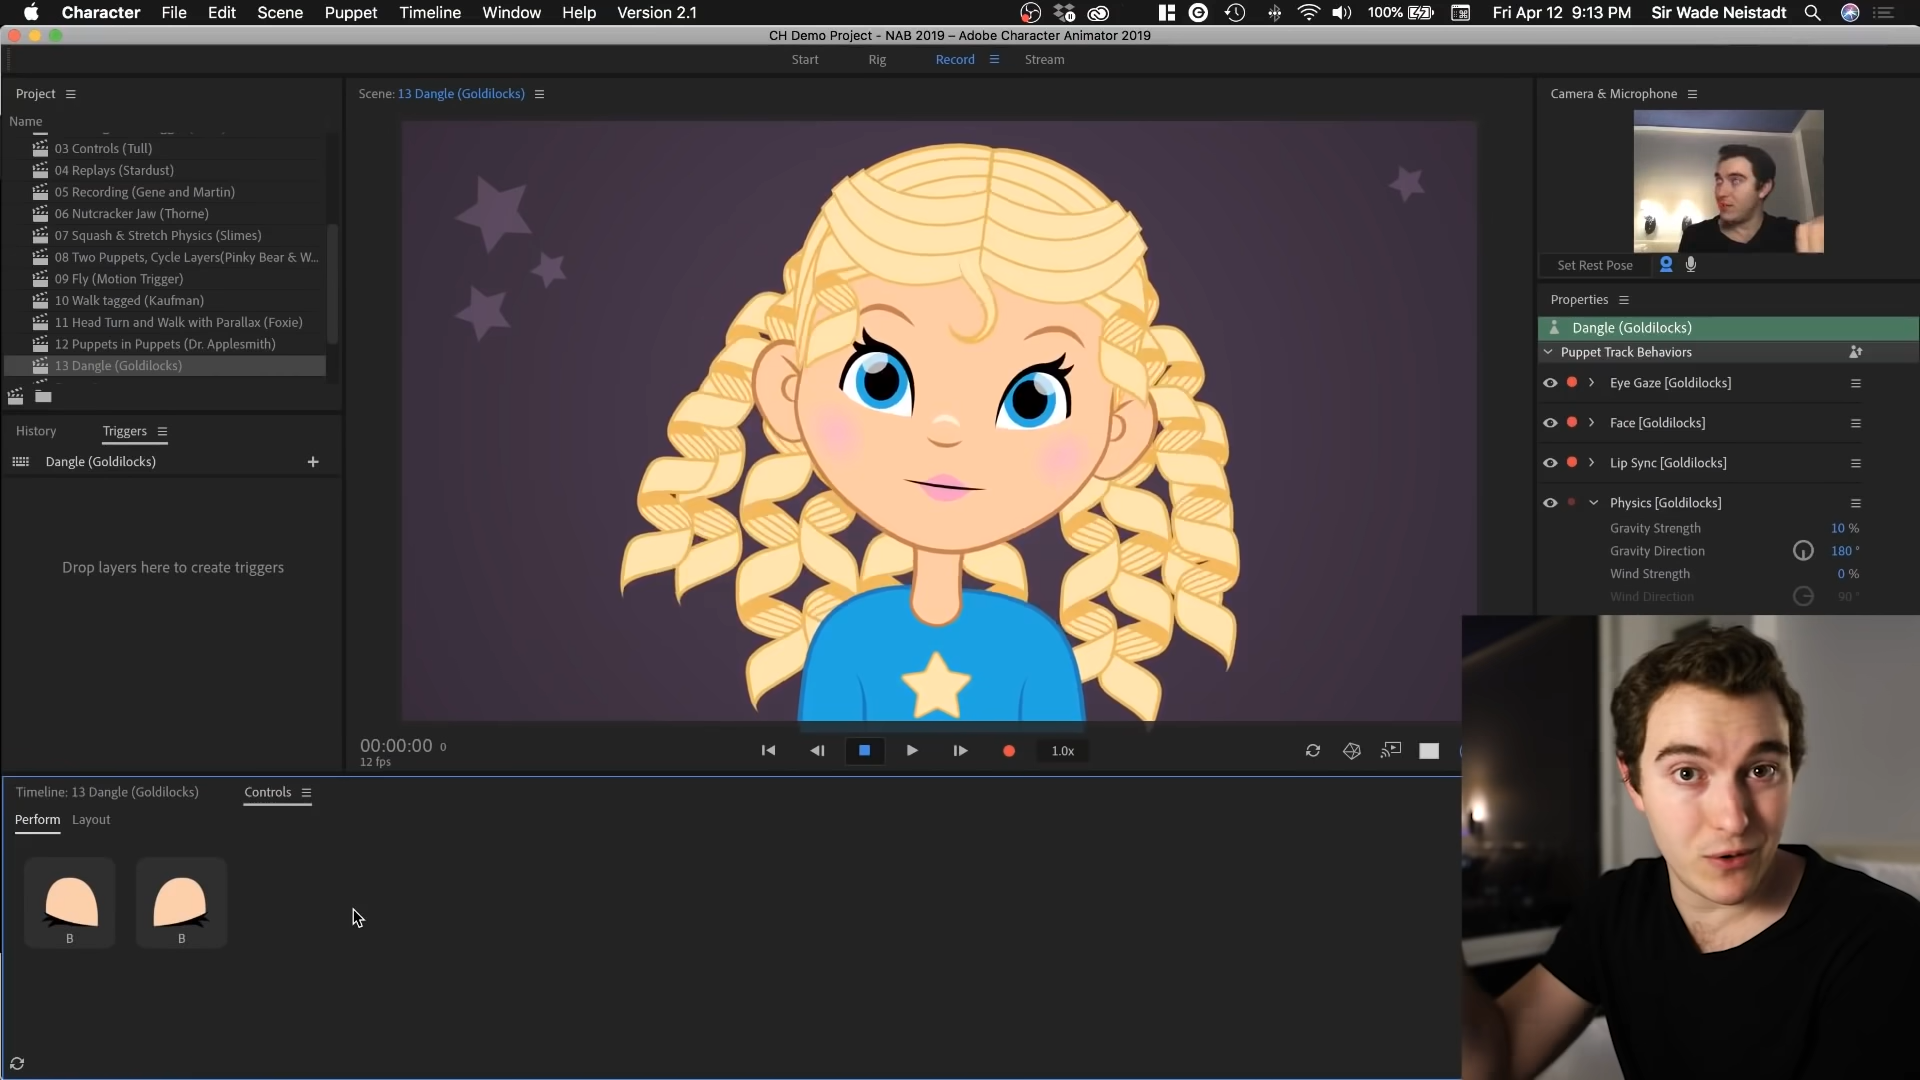 Character File Edit Scene Puppet Timeline Window Help Version 2.1 100% Fri Apr 12 9:13 PM Sir Wade Neistadt
CH Demo Project - NAB 2019 – Adobe Character Animator 2019
Start Rig Record Stream
Project
Name
03 Controls (Tull)
04 Replays (Stardust)
05 Recording (Gene and Martin)
06 Nutcracker Jaw (Thorne)
07 Squash & Stretch Physics (Slimes)
08 Two Puppets, Cycle Layers(Pinky Bear & W...
09 Fly (Motion Trigger)
10 Walk tagged (Kaufman)
11 Head Turn and Walk with Parallax (Foxie)
12 Puppets in Puppets (Dr. Applesmith)
13 Dangle (Goldilocks)
History Triggers
Dangle (Goldilocks) +
Drop layers here to create triggers
Scene: 13 Dangle (Goldilocks)
00:00:00 0
12 fps
1.0x
Camera & Microphone
Set Rest Pose
Properties
Dangle (Goldilocks)
Puppet Track Behaviors
Eye Gaze [Goldilocks]
Face [Goldilocks]
Lip Sync [Goldilocks]
Physics [Goldilocks]
Gravity Strength 10 %
Gravity Direction 180 °
Wind Strength 0 %
Wind Direction 90 °
Timeline: 13 Dangle (Goldilocks) Controls
Perform Layout
B B